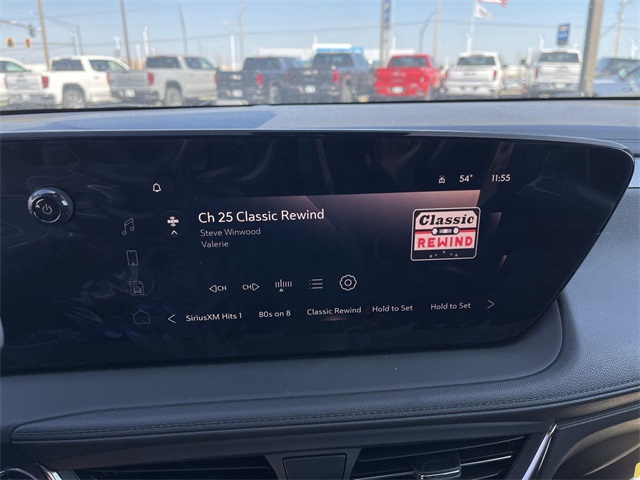 54° 11:55
Ch 25 Classic Rewind
Steve Winwood
Valerie
Classic
REWIND
CH CH
SiriusXM Hits 1 80s on 8 Classic Rewind Hold to Set Hold to Set